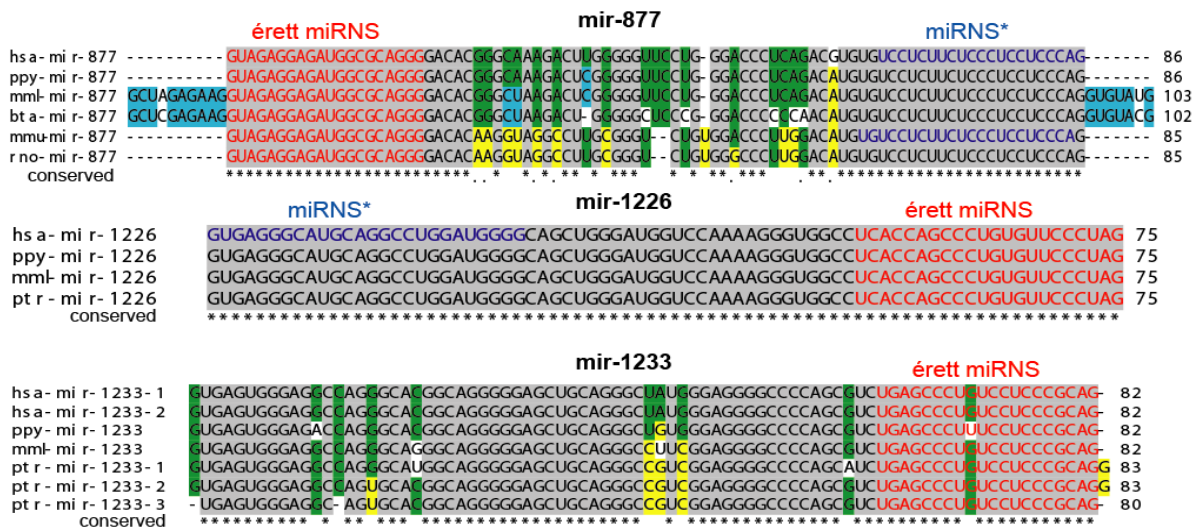 mir-877
érett miRNS miRNS*
hsa-mir-877 ----------GUAGAGGAGAUGGCGCAGGGGACACGGGCAAAGACUUGGGGGUUCCUG-GGACCCUCAGACGUGUGUCCUCUUCUCCCUCCUCCCAG------- 86
ppy-mir-877 ----------GUAGAGGAGAUGGCGCAGGGGACACGGGCAAAGACUCGGGGGUUCCUG-GGACCCUCAGACAUGUGUCCUCUUCUCCCUCCUCCCAG------- 86
mml-mir-877 GCUAGAGAAGGUAGAGGAGAUGGCGCAGGGGACACGGGCUAAGACUCGGGGGUUCCUG-GGACCCUCAGACAUGUGUCCUCUUCUCCCUCCUCCCAGGUGUAUG 103
bta-mir-877 GCUCGAGAAGGUAGAGGAGAUGGCGCAGGGGACACGGGCUAAGACU-GGGGGCUCCCG-GGACCCCCCAACAUGUGUCCUCUUCUCCCUCCUCCCAGGUGUACG 102
mmu-mir-877 ----------GUAGAGGAGAUGGCGCAGGGGACACAAGGUAGGCCUUGCGGGU--CUGUGGACCCUUGGACAUGUGUCCUCUUCUCCCUCCUCCCAG------- 85
rno-mir-877 ----------GUAGAGGAGAUGGCGCAGGGGACACAAGGUAGGCCUUGCGGGU--CUGUGGGCCCUUGGACAUGUGUCCUCUUCUCCCUCCUCCCAG------- 85
conserved
miRNS* mir-1226 érett miRNS
hsa-mir-1226 GUGAGGGCAUGCAGGCCUGGAUGGGGCAGCUGGGAUGGUCCAAAAGGGUGGCCUCACCAGCCCUGUGUUCCCUAG 75
ppy-mir-1226 GUGAGGGCAUGCAGGCCUGGAUGGGGCAGCUGGGAUGGUCCAAAAGGGUGGCCUCACCAGCCCUGUGUUCCCUAG 75
mml-mir-1226 GUGAGGGCAUGCAGGCCUGGAUGGGGCAGCUGGGAUGGUCCAAAAGGGUGGCCUCACCAGCCCUGUGUUCCCUAG 75
ptr-mir-1226 GUGAGGGCAUGCAGGCCUGGAUGGGGCAGCUGGGAUGGUCCAAAAGGGUGGCCUCACCAGCCCUGUGUUCCCUAG 75
conserved ***************************************************************************
mir-1233 érett miRNS
hsa-mir-1233-1 GUGAGUGGGAGGCCAGGGCACGGCAGGGGGAGCUGCAGGGCUAUGGGAGGGGCCCCAGCGUCUGAGCCCUGUCCUCCCGCAG- 82
hsa-mir-1233-2 GUGAGUGGGAGGCCAGGGCACGGCAGGGGGAGCUGCAGGGCUAUGGGAGGGGCCCCAGCGUCUGAGCCCUGUCCUCCCGCAG- 82
ppy-mir-1233 GUGAGUGGGAGACCAGGGCACGGCAGGGGGAGCUGCAGGGCUGUGGGAGGGGCCCCAGCGUCUGAGCCCUUUCCUCCCGCAG- 82
mml-mir-1233 GUGAGUGGGAGGCCAGGGCAGGGCAGGGGGAGCUGCAGGGCCUUCGGAGGGGCCCCAGCGUCUGAGCCCUGUCCUCCCGCAG- 82
ptr-mir-1233-1 GUGAGUGGGAGGCCAGGGCAUGGCAGGGGGAGCUGCAGGGCCGUCGGAGGGGCCCCAGCAUCUGAGCCCUGUCCUCCCGCAGG 83
ptr-mir-1233-2 GUGAGUGGGAGGCCAGUGCACGGCAGGGGGAGCUGCAGGGCCGUCGGAGGGGCCCCAGCGUCUGAGCCCUGUCCUCCCGCAGG 83
ptr-mir-1233-3 -UGAGUGGGAGGC-AGUGCACGGCAGGGGGAGCUGCAGGGCCGUCGGAGGGGCCCCAGCGUCUGAGCCCUGUCCUCCCGCAG- 80
conserved